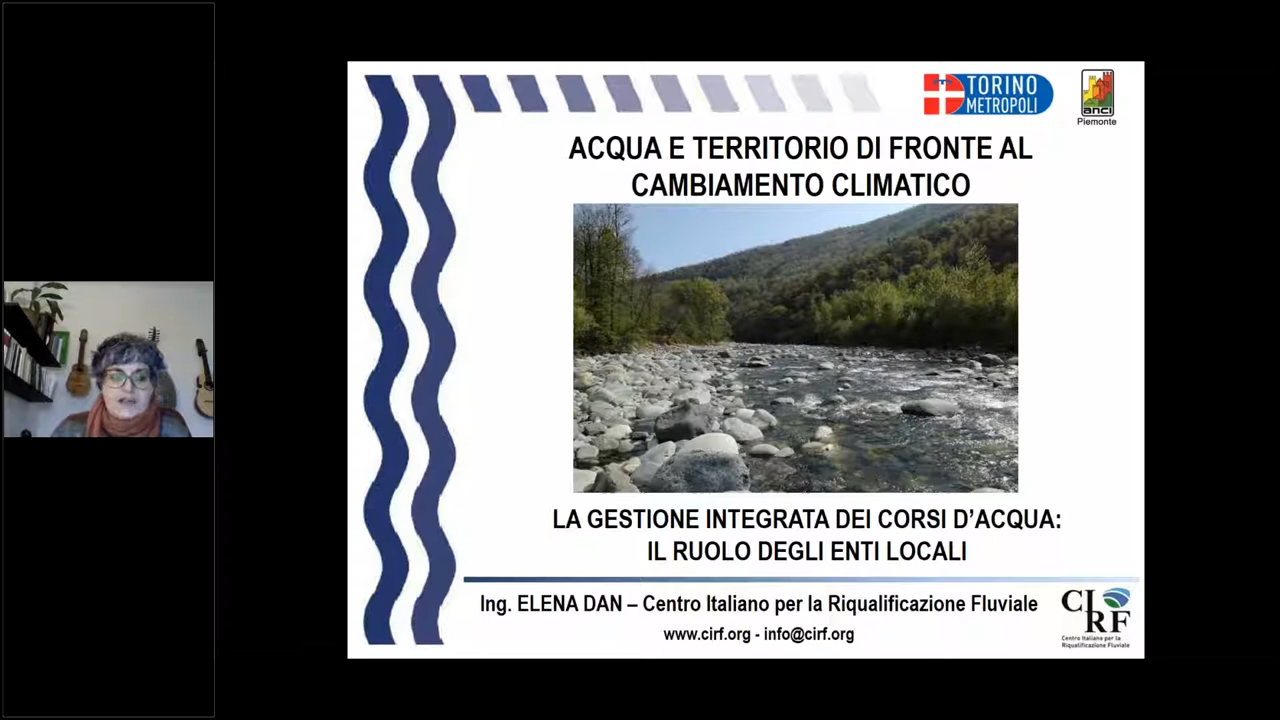 TORINO
METROPOLI
anci
Piemonte
ACQUA E TERRITORIO DI FRONTE AL
CAMBIAMENTO CLIMATICO
LA GESTIONE INTEGRATA DEI CORSI D’ACQUA:
IL RUOLO DEGLI ENTI LOCALI
Ing. ELENA DAN – Centro Italiano per la Riqualificazione Fluviale
www.cirf.org - info@cirf.org
CIRF
Centro Italiano per la
Riqualificazione Fluviale